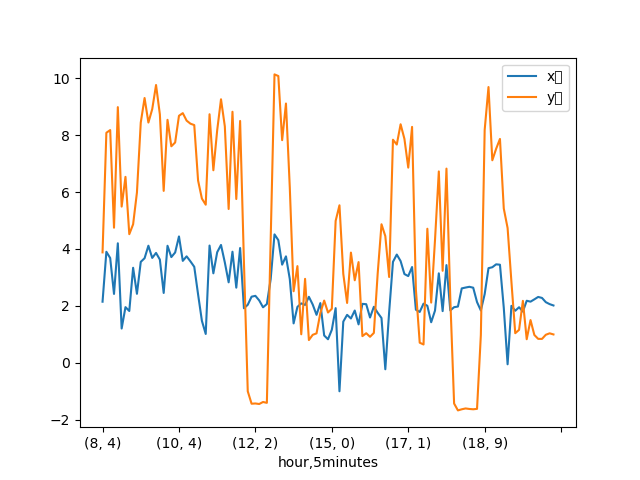 x
y
10
8
6
4
2
0
−2
(8, 4) (10, 4) (12, 2) (15, 0) (17, 1) (18, 9)
hour,5minutes